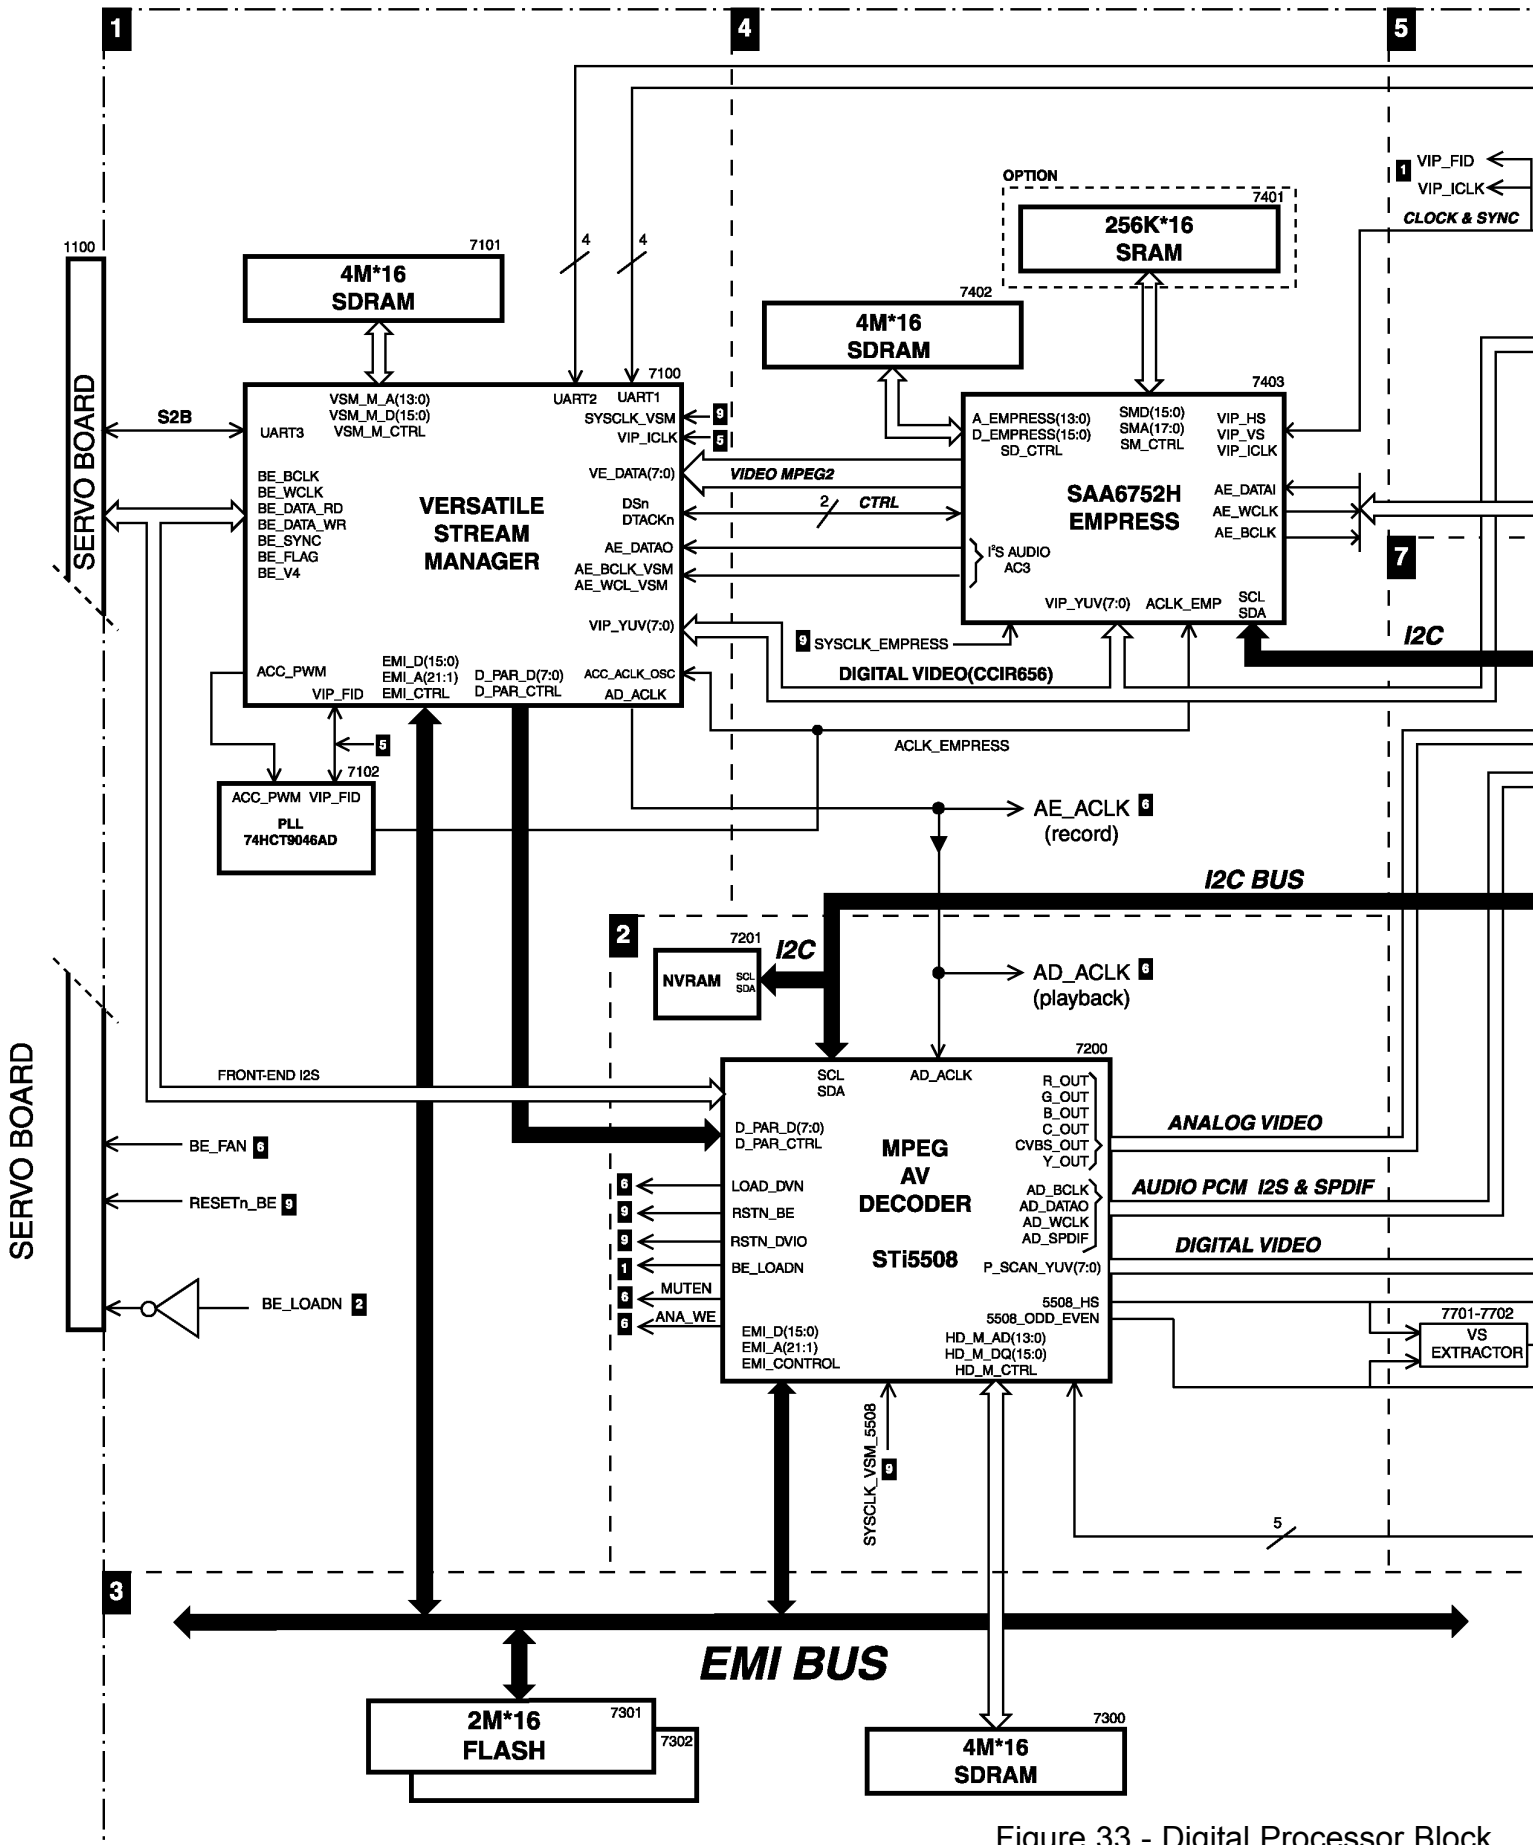 1
4
5
1
VIP_FID
VIP_ICLK
CLOCK & SYNC
OPTION
7401
256K*16
SRAM
1100
SERVO BOARD
7101
4M*16
SDRAM
4
4
7402
4M*16
SDRAM
S2B
7100
VSM_M_A(13:0)
VSM_M_D(15:0)
VSM_M_CTRL
UART2
UART1
SYSCLK_VSM
9
VIP_ICLK
5
UART3
BE_BCLK
BE_WCLK
BE_DATA_RD
BE_DATA_WR
BE_SYNC
BE_FLAG
BE_V4
VERSATILE
STREAM
MANAGER
VE_DATA(7:0)
DSn
DTACKn
AE_DATAO
AE_BCLK_VSM
AE_WCL_VSM
VIP_YUV(7:0)
ACC_PWM
VIP_FID
EMI_D(15:0)
EMI_A(21:1)
EMI_CTRL
D_PAR_D(7:0)
D_PAR_CTRL
ACC_ACLK_OSC
AD_ACLK
VIDEO MPEG2
2
CTRL
7403
A_EMPRESS(13:0)
D_EMPRESS(15:0)
SD_CTRL
SMD(15:0)
SMA(17:0)
SM_CTRL
VIP_HS
VIP_VS
VIP_ICLK
SAA6752H
EMPRESS
AE_DATAI
AE_WCLK
AE_BCLK
I²S AUDIO
AC3
VIP_YUV(7:0)
ACLK_EMP
SCL
SDA
7
I2C
9
SYSCLK_EMPRESS
DIGITAL VIDEO(CCIR656)
ACLK_EMPRESS
5
7102
ACC_PWM
VIP_FID
PLL
74HCT9046AD
AE_ACLK
6
(record)
I2C BUS
2
7201
NVRAM
SCL
SDA
I2C
AD_ACLK
6
(playback)
SERVO BOARD
FRONT-END I2S
BE_FAN
6
RESETn_BE
9
BE_LOADN
2
7200
SCL
SDA
AD_ACLK
R_OUT
G_OUT
B_OUT
C_OUT
CVBS_OUT
Y_OUT
D_PAR_D(7:0)
D_PAR_CTRL
MPEG
AV
DECODER
STi5508
6
LOAD_DVN
9
RSTN_BE
9
RSTN_DVIO
1
BE_LOADN
6
MUTEN
6
ANA_WE
AD_BCLK
AD_DATAO
AD_WCLK
AD_SPDIF
P_SCAN_YUV(7:0)
5508_HS
5508_ODD_EVEN
EMI_D(15:0)
EMI_A(21:1)
EMI_CONTROL
HD_M_AD(13:0)
HD_M_DQ(15:0)
HD_M_CTRL
ANALOG VIDEO
AUDIO PCM I2S & SPDIF
DIGITAL VIDEO
7701-7702
VS
EXTRACTOR
SYSCLK_VSM_5508
9
5
3
EMI BUS
7301
2M*16
FLASH
7302
7300
4M*16
SDRAM
Figure 33 - Digital Processor Block